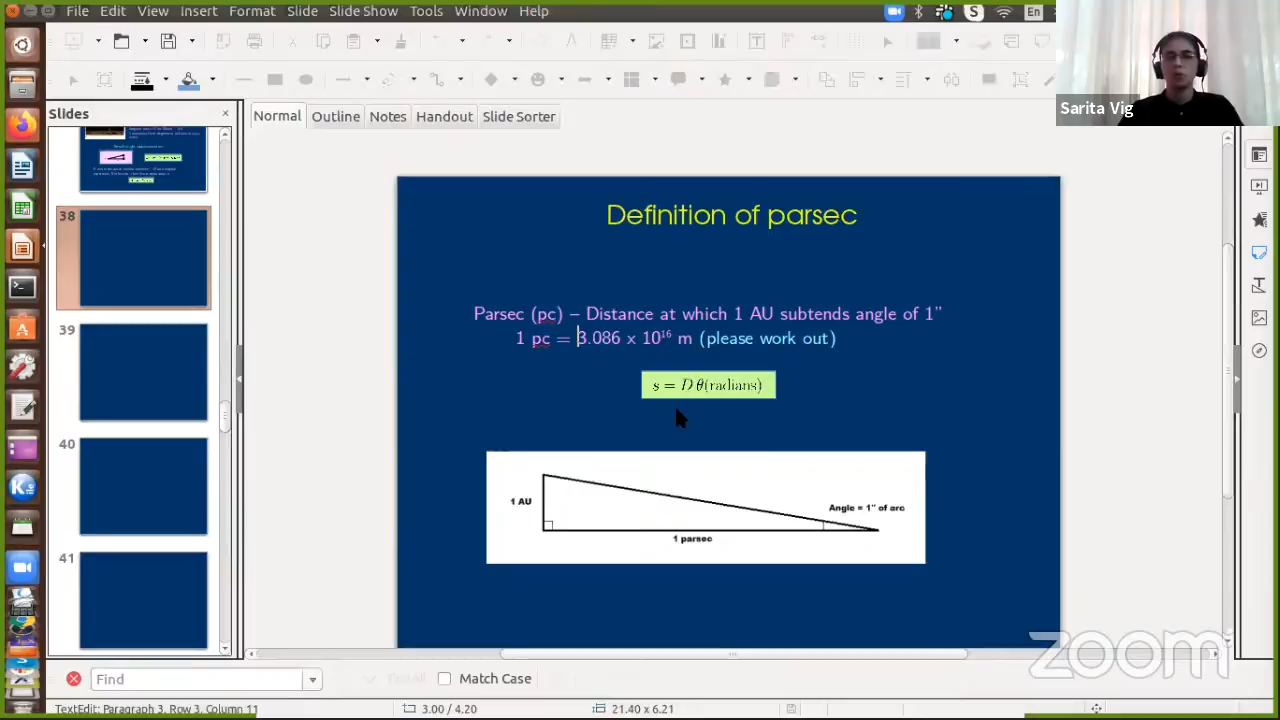 File Edit View Insert Format Slide Slide Show Tools Window Help
En
Sarita Vig
Slides
Normal Outline Notes Handout Slide Sorter
38
39
40
41
Definition of parsec
Parsec (pc) – Distance at which 1 AU subtends angle of 1”
1 pc = 3.086 x 10¹⁶ m (please work out)
s = D θ(radians)
1 AU
Angle = 1" of arc
1 parsec
zoom
Find
Match Case
TextEdit: Paragraph 3, Row 3, Column 11
3.00 / 4.20
21.40 x 6.21